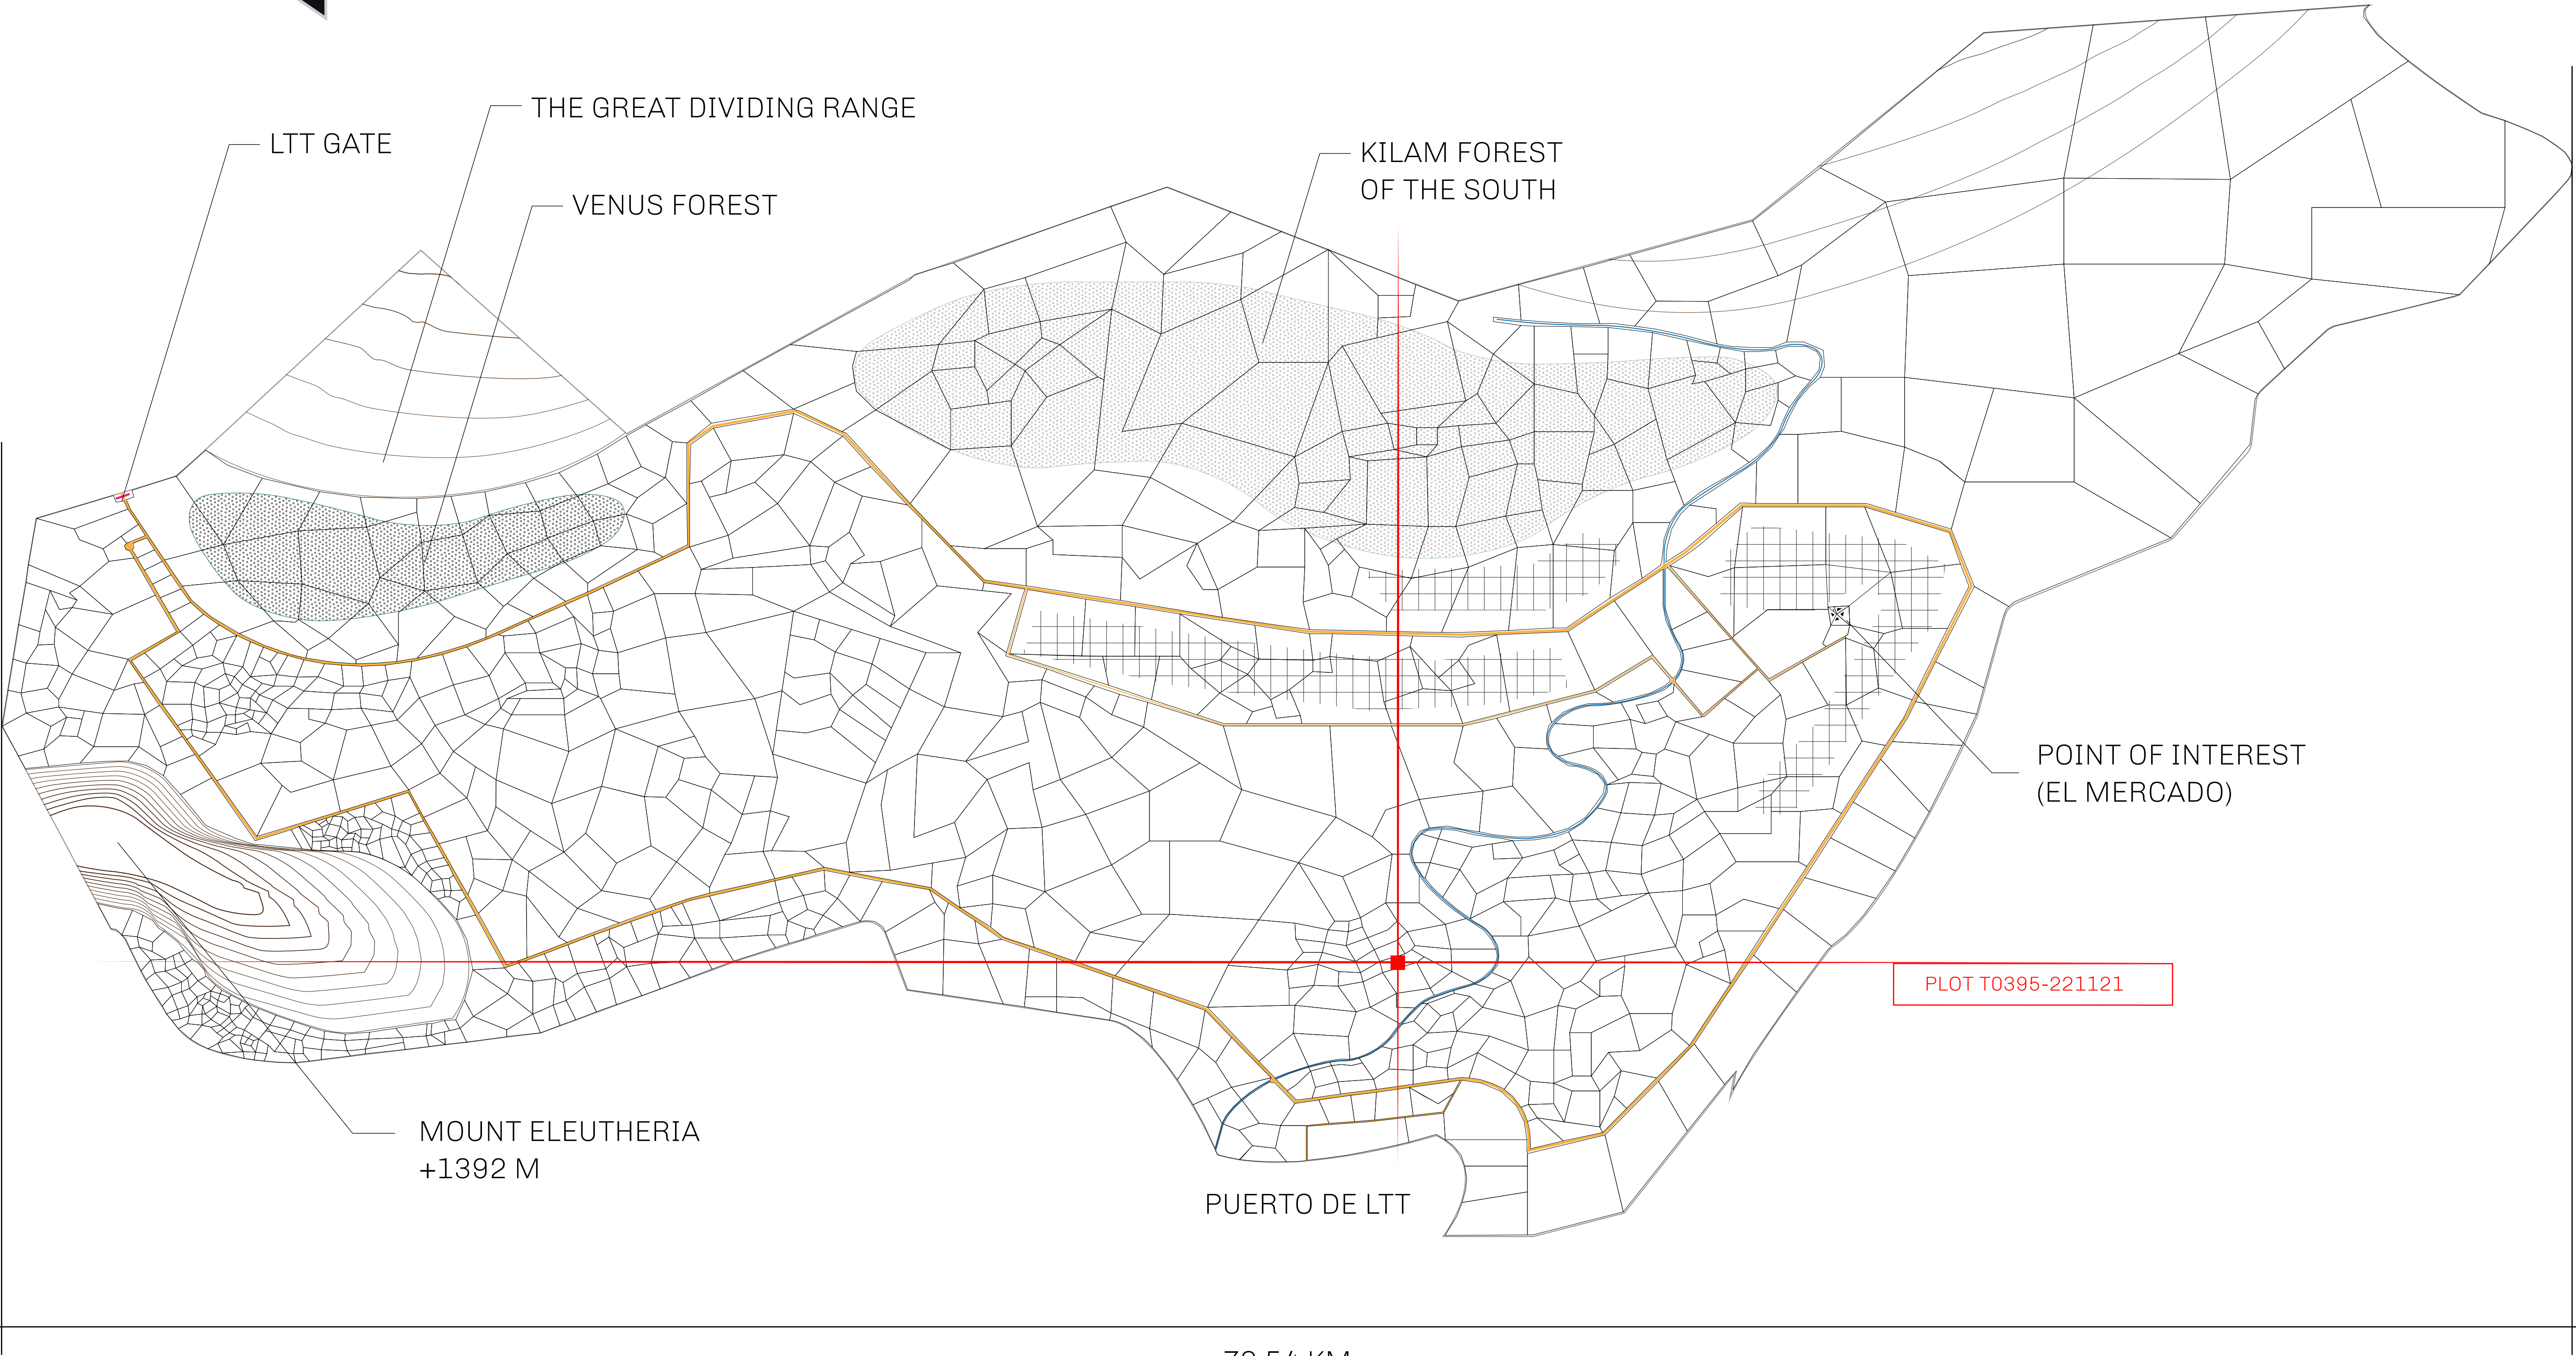 THE GREAT DIVIDING RANGE
LTT GATE
VENUS FOREST
KILAM FOREST
OF THE SOUTH
POINT OF INTEREST
(EL MERCADO)
PLOT T0395-221121
MOUNT ELEUTHERIA
+1392 M
PUERTO DE LTT
KM